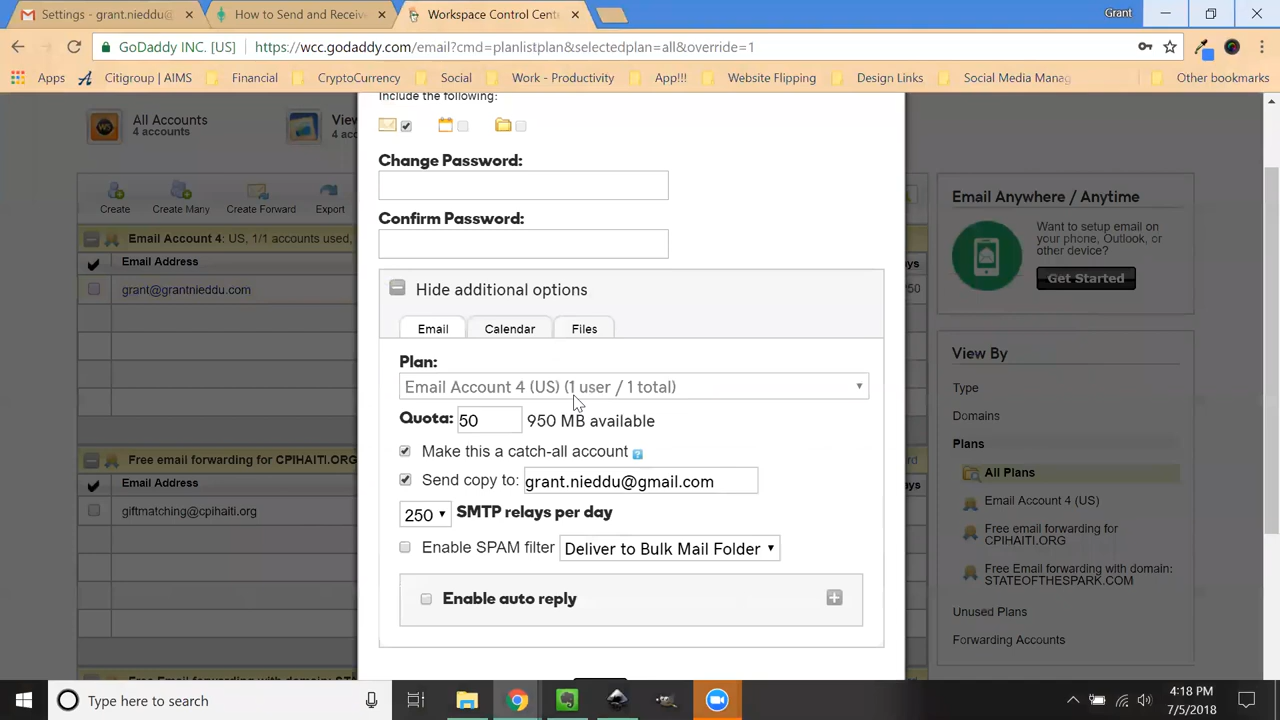 Settings - grant.nieddu@
How to Send and Receiv
Workspace Control Cent
Grant
GoDaddy INC. [US]
https://wcc.godaddy.com/email?cmd=planlistplan&selectedplan=all&override=1
Apps
Citigroup | AIMS
Financial
CryptoCurrency
Social
Work - Productivity
App!!!
Website Flipping
Design Links
Social Media Manag
Other bookmarks
All Accounts
4 accounts
View
4 acc
Create
Create Many
Create Forward
Export
Email Account 4: US, 1/1 accounts used,
Email Address
grant@grantnieddu.com
Free email forwarding for CPIHAITI.ORG
Email Address
giftmatching@cpihaiti.org
Include the following:
Change Password:
Confirm Password:
Hide additional options
Email
Calendar
Files
Plan:
Email Account 4 (US) (1 user / 1 total)
Quota: 50 950 MB available
Make this a catch-all account
Send copy to: grant.nieddu@gmail.com
250 SMTP relays per day
Enable SPAM filter Deliver to Bulk Mail Folder
Enable auto reply
ays
250
Email Anywhere / Anytime
Want to setup email on
your phone, Outlook, or
other device?
Get Started
View By
Type
Domains
Plans
All Plans
Email Account 4 (US)
Free email forwarding for
CPIHAITI.ORG
Free Email forwarding with domain:
STATEOFTHESPARK.COM
Unused Plans
Forwarding Accounts
Type here to search
4:18 PM
7/5/2018